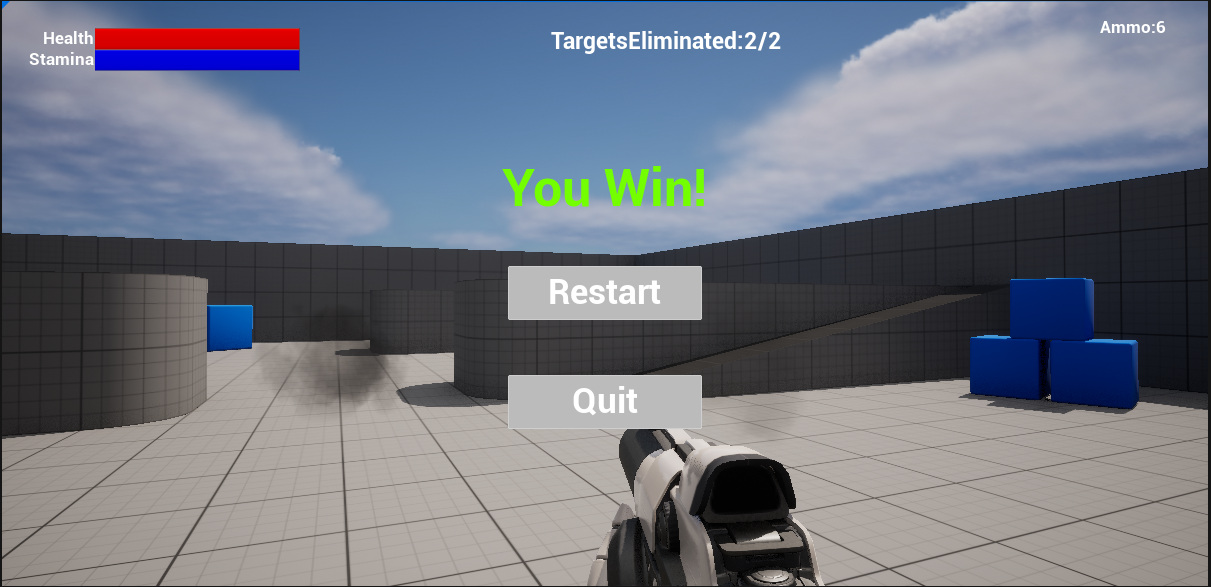 Health
Stamina
TargetsEliminated:2/2
Ammo:6
You Win!
Restart
Quit